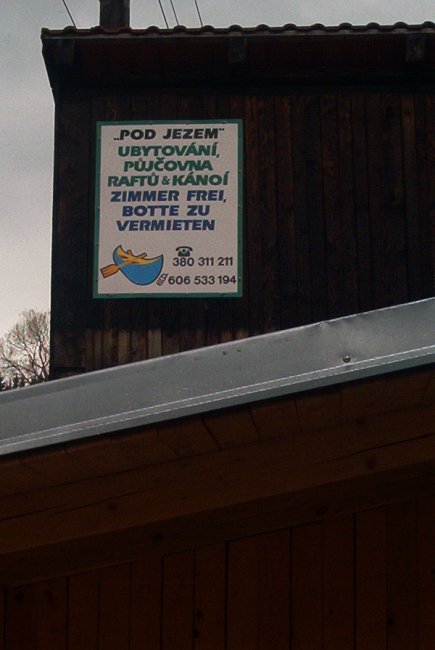 „POD JEZEM"
UBYTOVÁNÍ,
PŮJČOVNA
RAFTŮ & KÁNOÍ
ZIMMER FREI,
BOTTE ZU
VERMIETEN
380 311 211
606 533 194